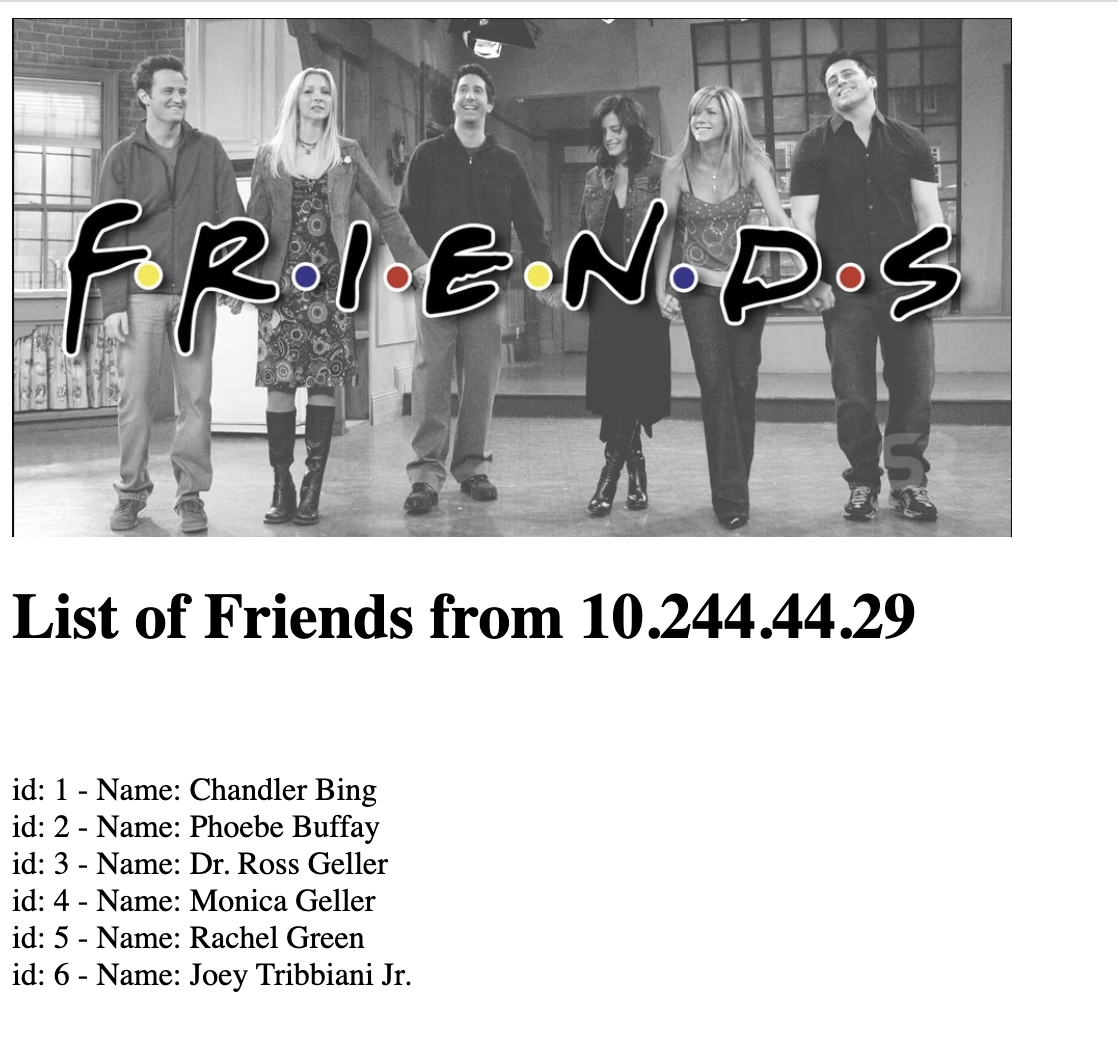 F·R·I·E·N·D·S
List of Friends from 10.244.44.29
id: 1 - Name: Chandler Bing
id: 2 - Name: Phoebe Buffay
id: 3 - Name: Dr. Ross Geller
id: 4 - Name: Monica Geller
id: 5 - Name: Rachel Green
id: 6 - Name: Joey Tribbiani Jr.